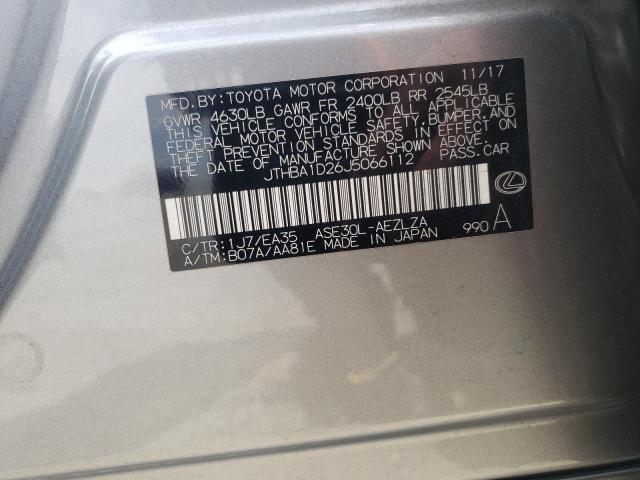 MFD.BY:TOYOTA MOTOR CORPORATION 11/17
GVWR 4630LB GAWR FR 2400LB RR 2545LB
THIS VEHICLE CONFORMS TO ALL APPLICABLE
FEDERAL MOTOR VEHICLE SAFETY,BUMPER,AND
THEFT PREVENTION STANDARDS IN EFFECT ON
THE DATE OF MANUFACTURE SHOWN ABOVE.
JTHBA1D26J5066112 PASS.CAR
C/TR:1J7/EA35 ASE30L-AEZLZA
A/TM:B07A/AA81E MADE IN JAPAN 990 A